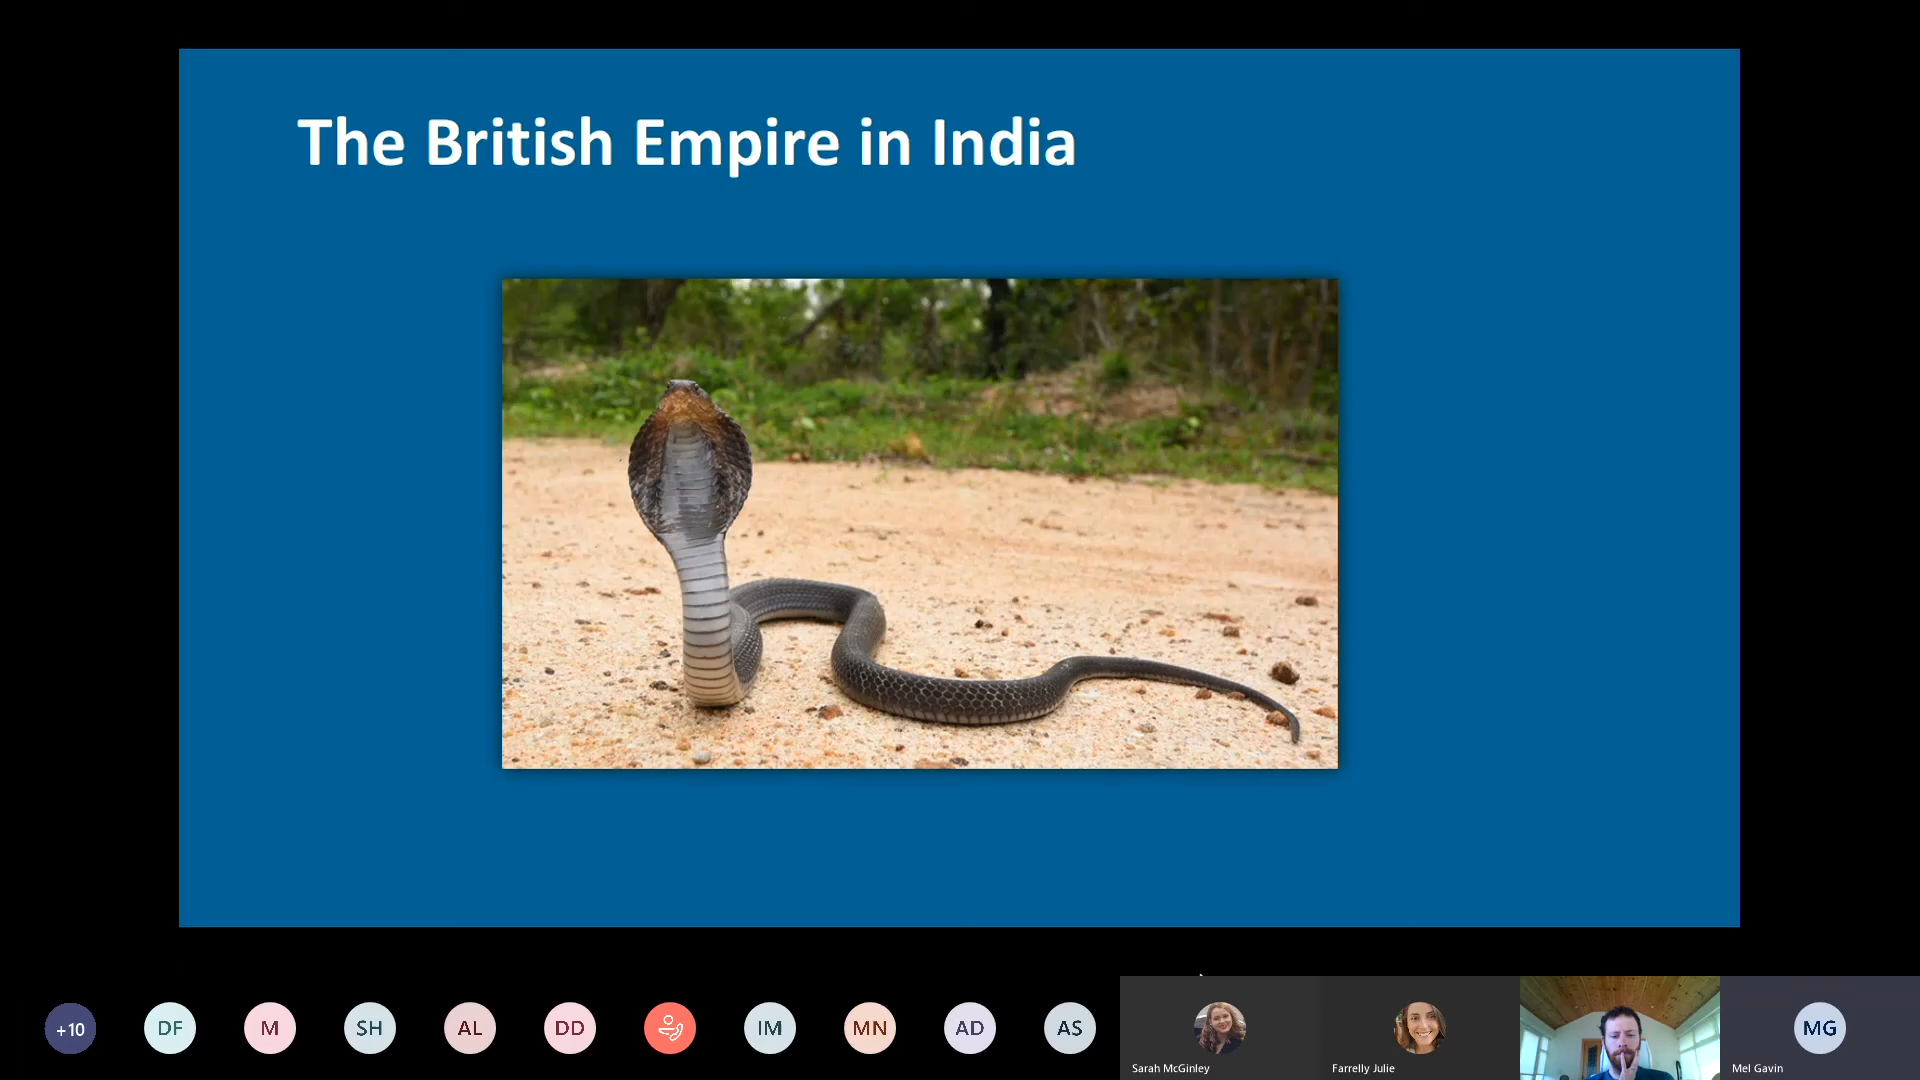 The British Empire in India
+10
DF
M
SH
AL
DD
IM
MN
AD
AS
MG
Sarah McGinley
Farrelly Julie
Mel Gavin